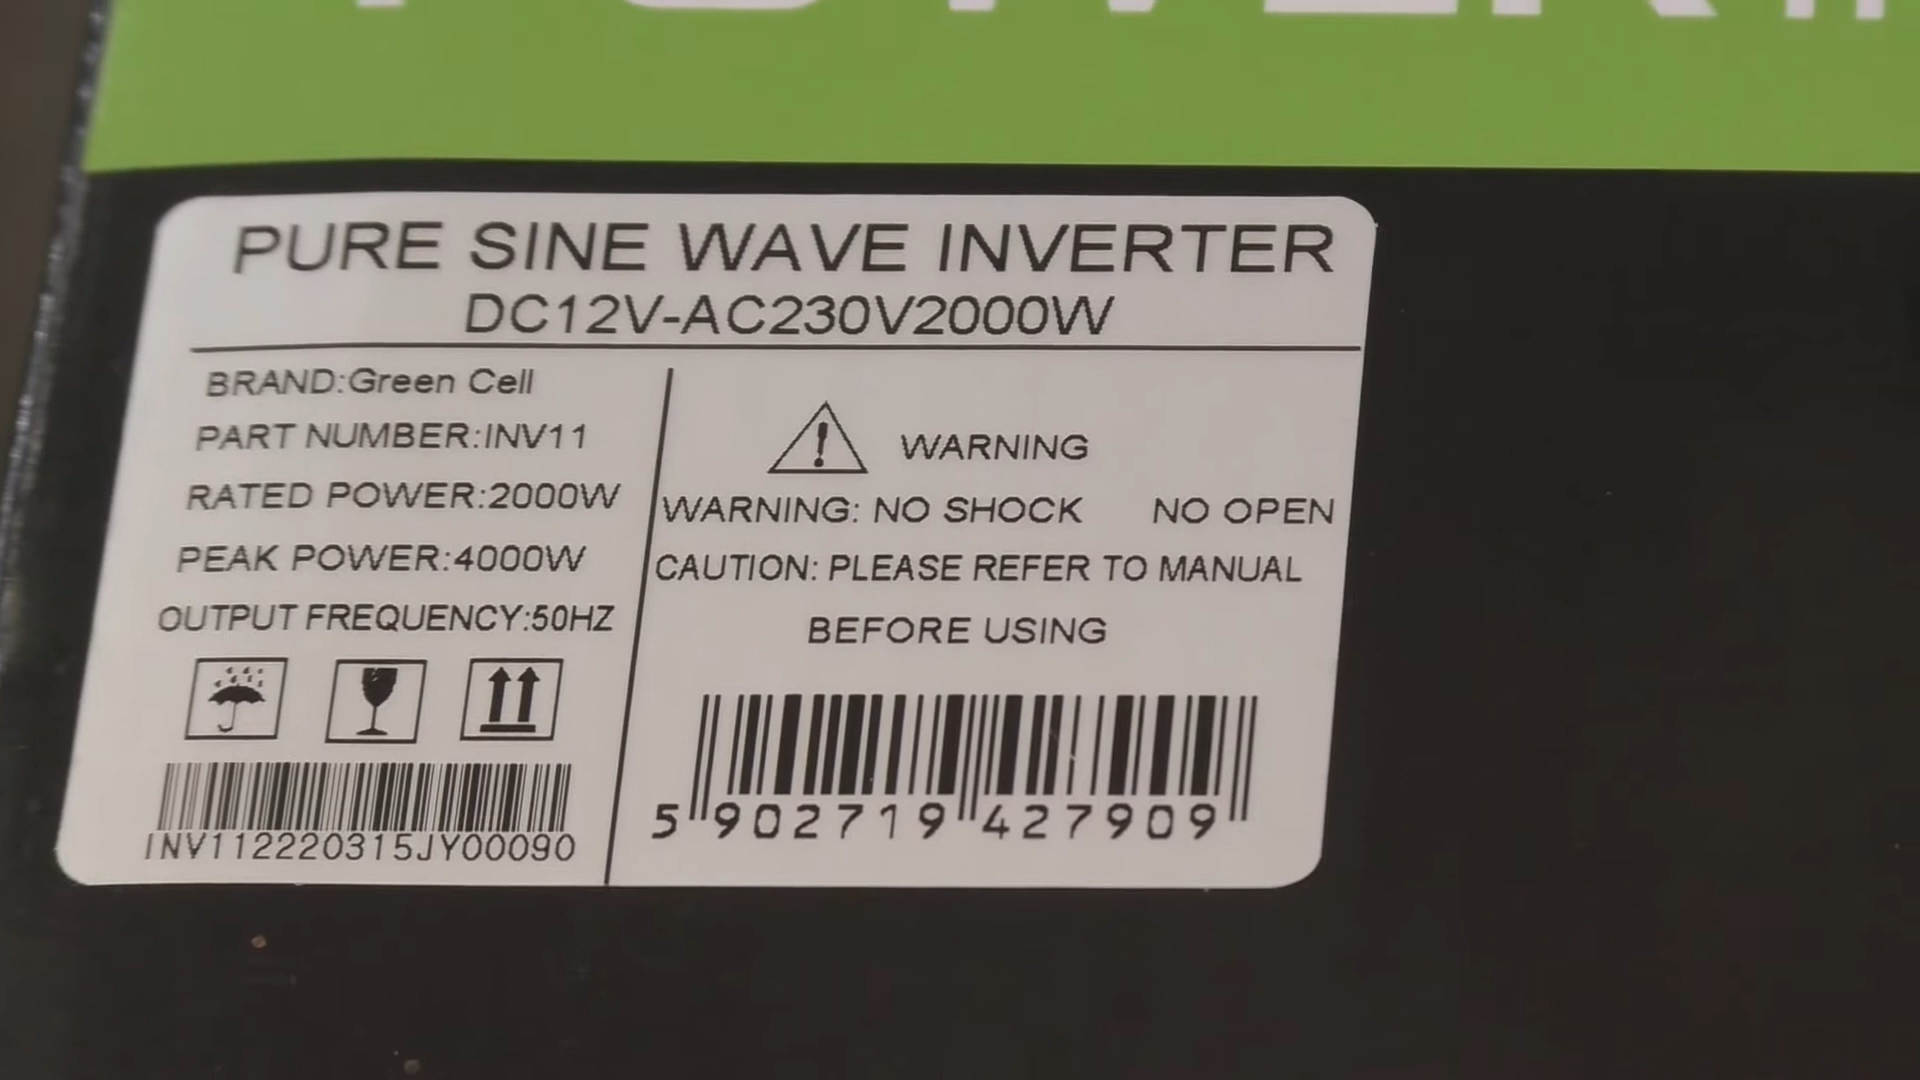 PURE SINE WAVE INVERTER
DC12V-AC230V2000W
BRAND:Green Cell
PART NUMBER:INV11
RATED POWER:2000W
PEAK POWER:4000W
OUTPUT FREQUENCY:50HZ
INV112220315JY00090
WARNING
WARNING: NO SHOCK NO OPEN
CAUTION: PLEASE REFER TO MANUAL
BEFORE USING
5 902719 427909